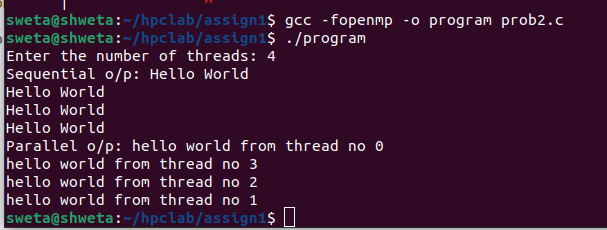 sweta@shweta:~/hpclab/assign1$ gcc -fopenmp -o program prob2.c
sweta@shweta:~/hpclab/assign1$ ./program
Enter the number of threads: 4
Sequential o/p: Hello World
Hello World
Hello World
Hello World
Parallel o/p: hello world from thread no 0
hello world from thread no 3
hello world from thread no 2
hello world from thread no 1
sweta@shweta:~/hpclab/assign1$